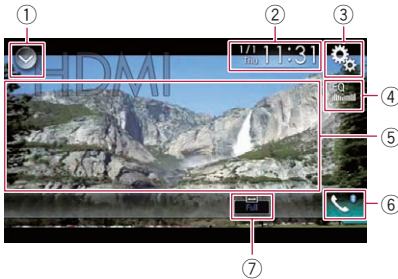 ① ② ③
1/1 11:31
Thu
HDMI
EQ
④
⑤
Full
⑥
⑦